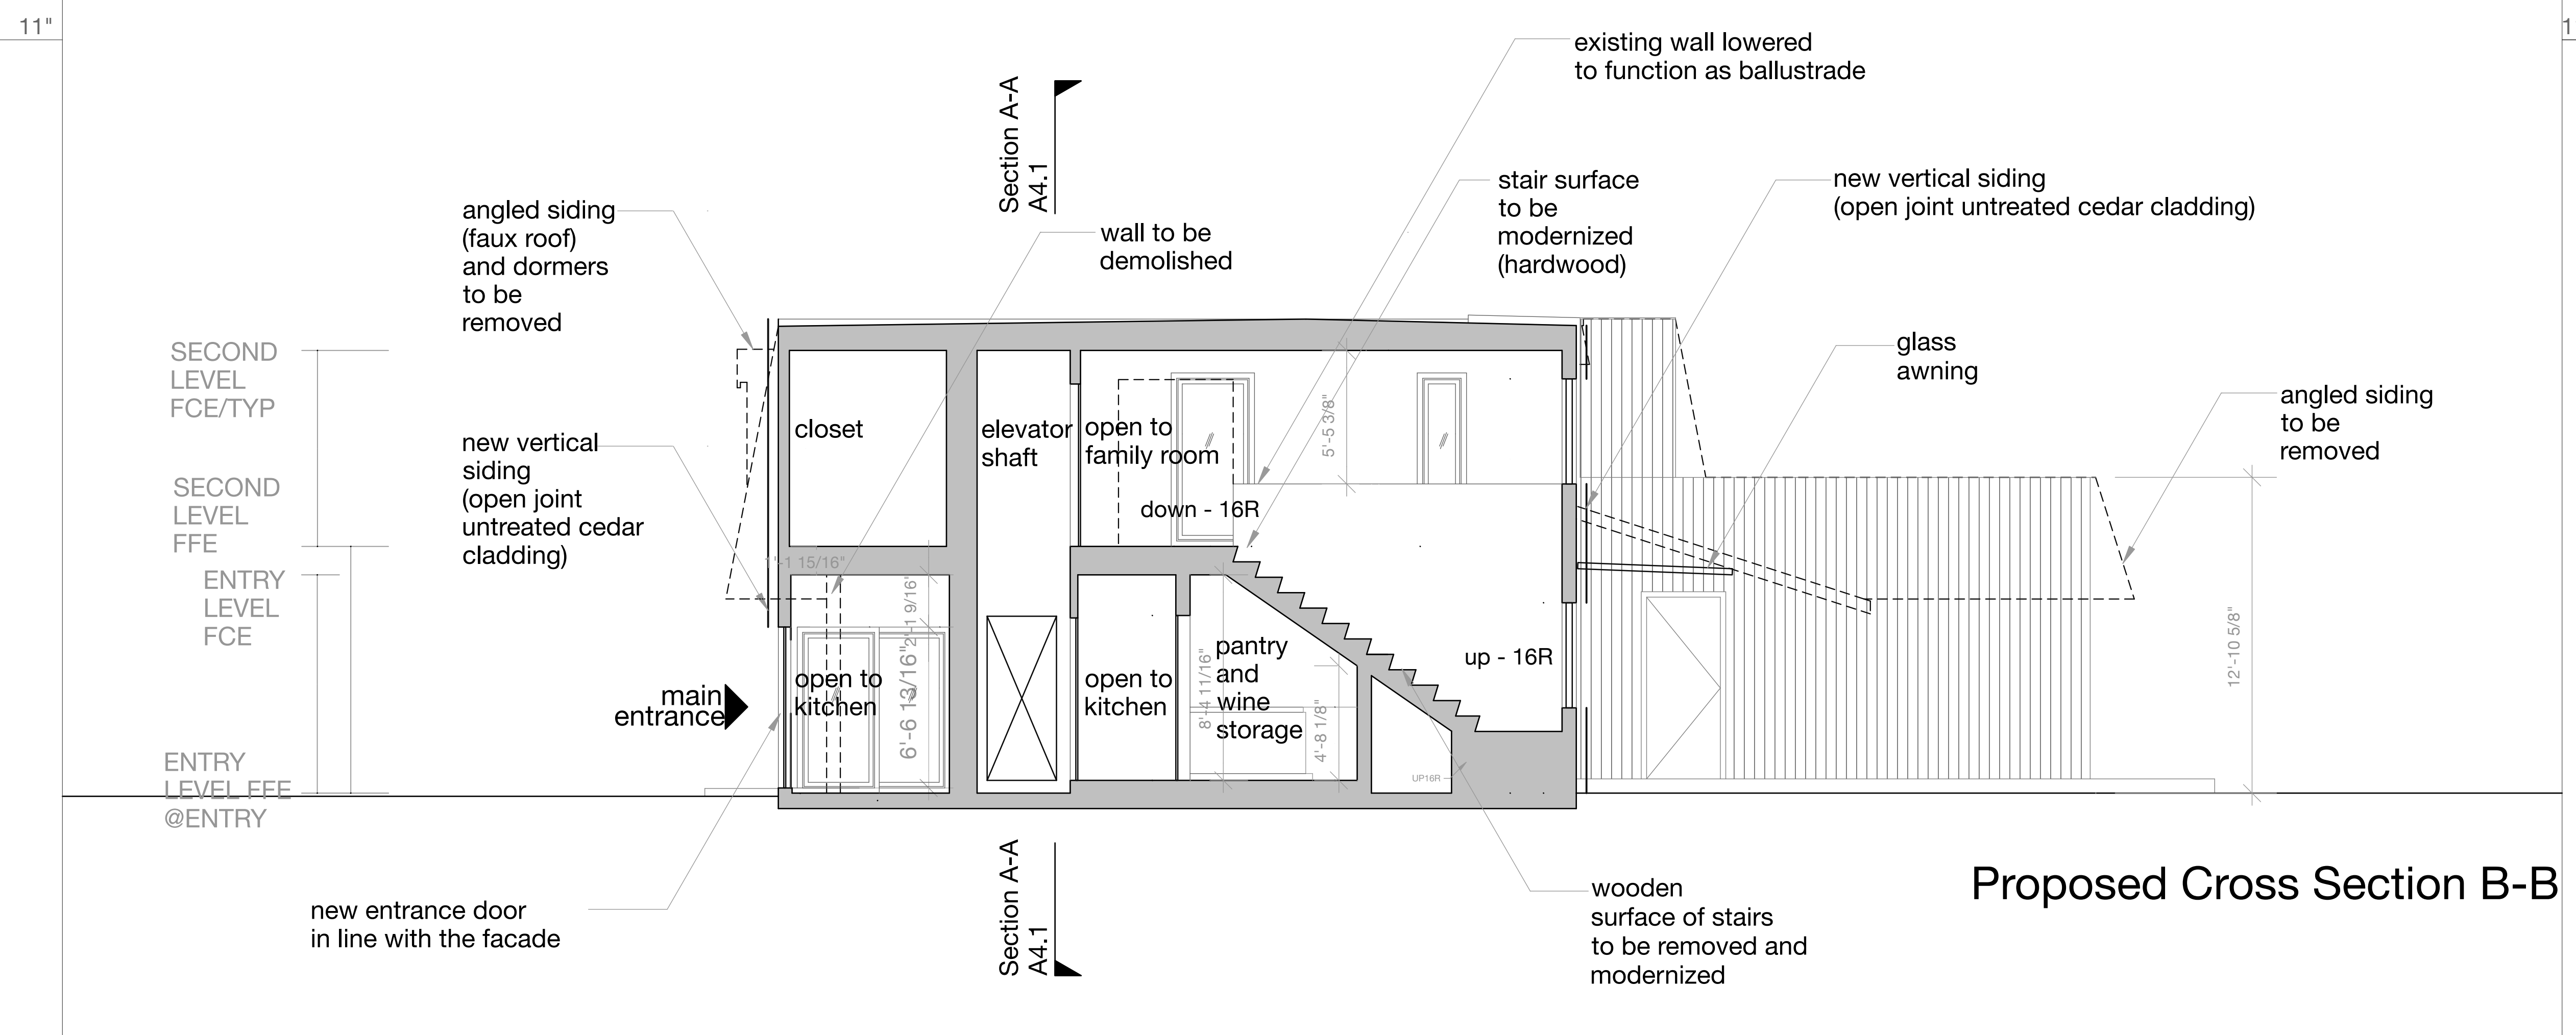 11"
1
existing wall lowered
to function as ballustrade
Section A-A
A4.1
angled siding
(faux roof)
and dormers
to be
removed
wall to be
demolished
stair surface
to be
modernized
(hardwood)
new vertical siding
(open joint untreated cedar cladding)
glass
awning
angled siding
to be
removed
SECOND
LEVEL
FCE/TYP
new vertical
siding
(open joint
untreated cedar
cladding)
SECOND
LEVEL
FFE
ENTRY
LEVEL
FCE
closet
elevator
shaft
open to
family room
down - 16R
5'-5 3/8"
1'-1 15/16"
2'-1 9/16"
6'-6 13/16"
open to
kitchen
main
entrance
open to
kitchen
8'-4 11/16"
pantry
and
wine
storage
4'-8 1/8"
up - 16R
UP16R
12'-10 5/8"
ENTRY
LEVEL FFE
@ENTRY
new entrance door
in line with the facade
Section A-A
A4.1
wooden
surface of stairs
to be removed and
modernized
Proposed Cross Section B-B